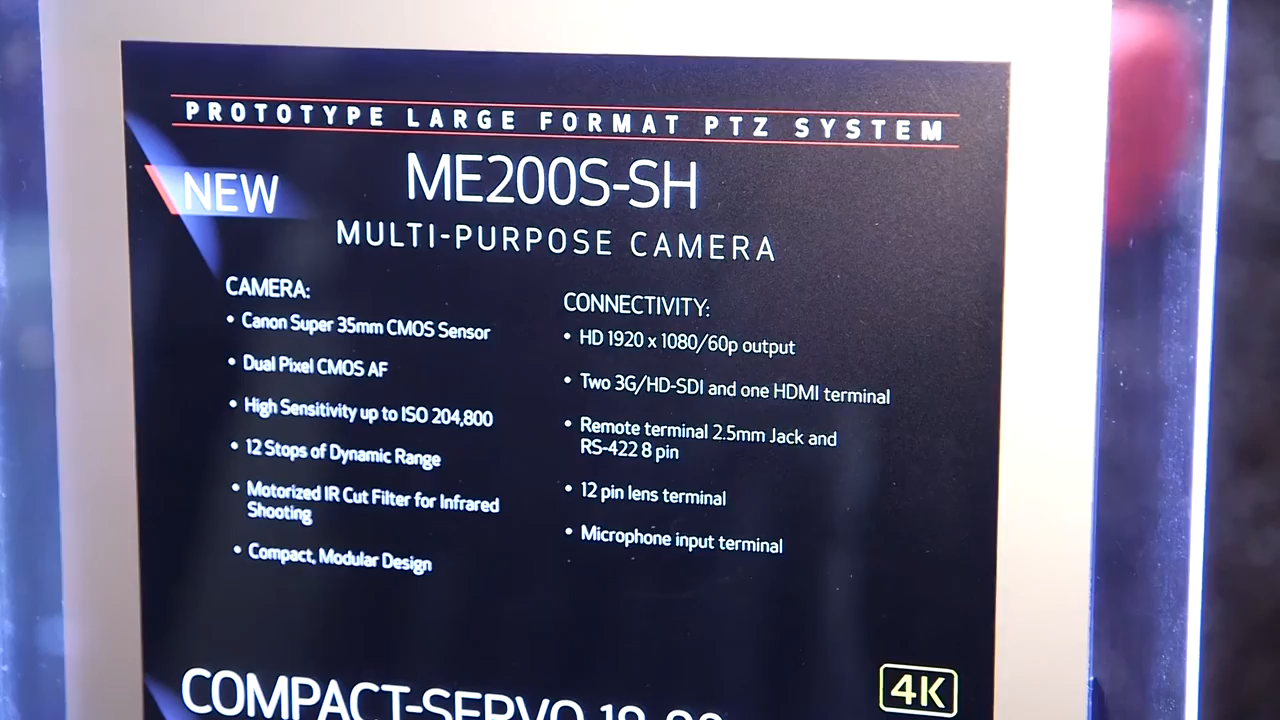 PROTOTYPE LARGE FORMAT PTZ SYSTEM
NEW
ME200S-SH
MULTI-PURPOSE CAMERA
CAMERA:
• Canon Super 35mm CMOS Sensor
• Dual Pixel CMOS AF
• High Sensitivity up to ISO 204,800
• 12 Stops of Dynamic Range
• Motorized IR Cut Filter for Infrared
Shooting
• Compact, Modular Design
CONNECTIVITY:
• HD 1920 x 1080/60p output
• Two 3G/HD-SDI and one HDMI terminal
• Remote terminal 2.5mm Jack and
RS-422 8 pin
• 12 pin lens terminal
• Microphone input terminal
COMPACT-SERVO
4K